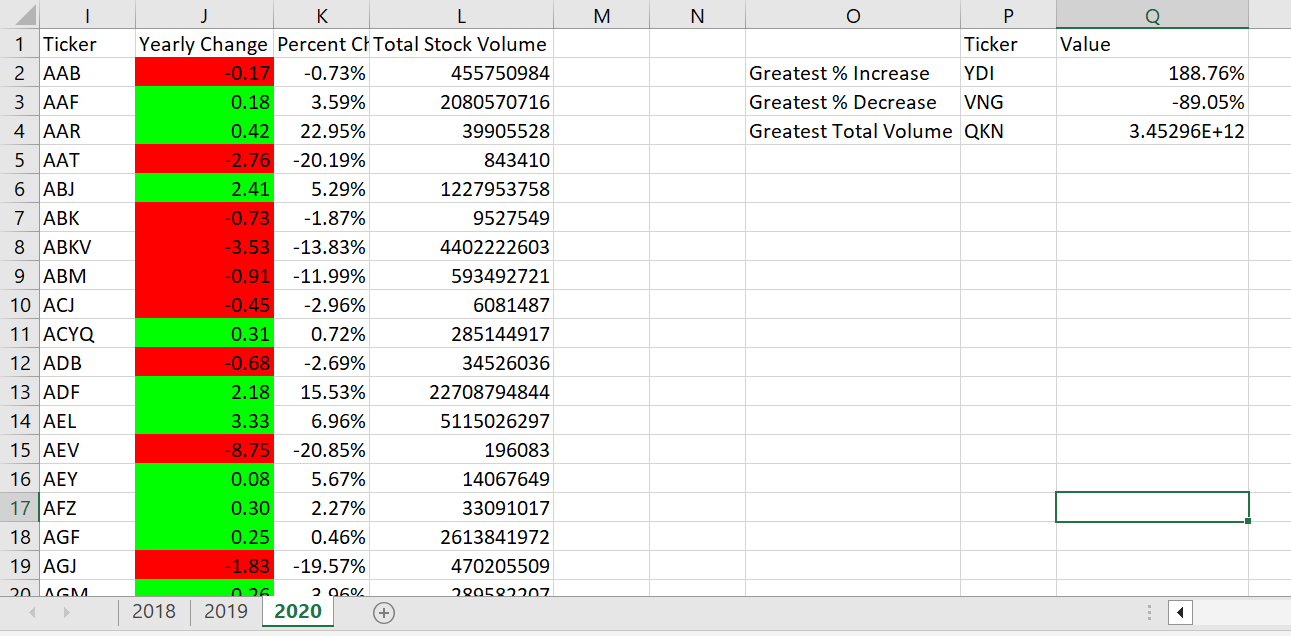 I J K L M N O P Q
1 Ticker Yearly Change Percent Ch Total Stock Volume Ticker Value
2 AAB -0.17 -0.73% 455750984 Greatest % Increase YDI 188.76%
3 AAF 0.18 3.59% 2080570716 Greatest % Decrease VNG -89.05%
4 AAR 0.42 22.95% 39905528 Greatest Total Volume QKN 3.45296E+12
5 AAT -2.76 -20.19% 843410
6 ABJ 2.41 5.29% 1227953758
7 ABK -0.73 -1.87% 9527549
8 ABKV -3.53 -13.83% 4402222603
9 ABM -0.91 -11.99% 593492721
10 ACJ -0.45 -2.96% 6081487
11 ACYQ 0.31 0.72% 285144917
12 ADB -0.68 -2.69% 34526036
13 ADF 2.18 15.53% 22708794844
14 AEL 3.33 6.96% 5115026297
15 AEV -8.75 -20.85% 196083
16 AEY 0.08 5.67% 14067649
17 AFZ 0.30 2.27% 33091017
18 AGF 0.25 0.46% 2613841972
19 AGJ -1.83 -19.57% 470205509
20 AGM 0.26 3.96% 289582207
2018 2019 2020